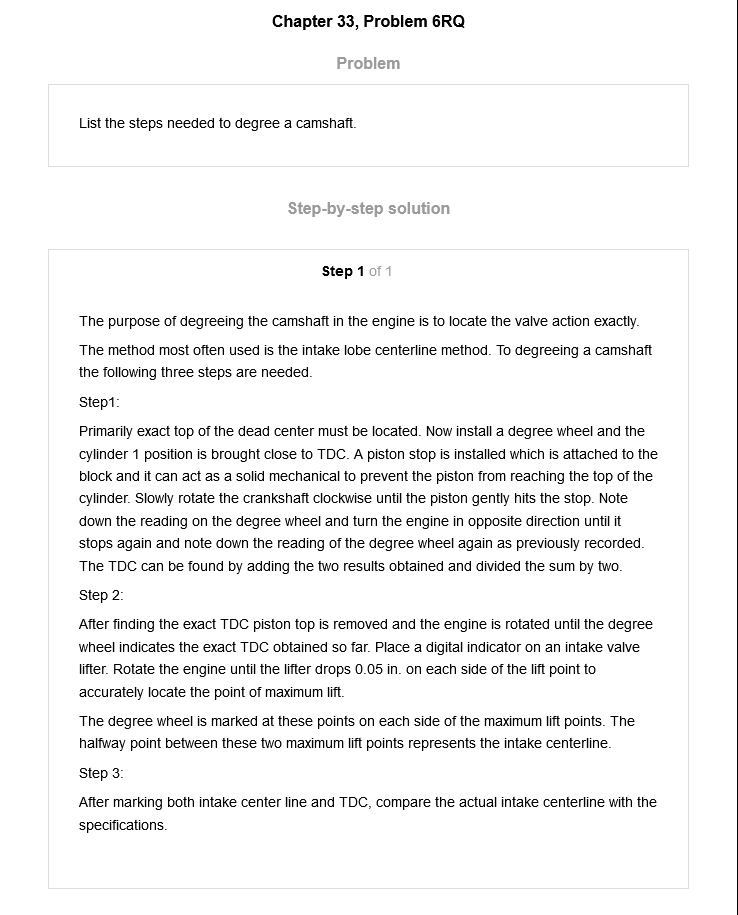 Chapter 33, Problem 6RQ
Problem
List the steps needed to degree a camshaft.
Step-by-step solution
Step 1 of 1
The purpose of degreeing the camshaft in the engine is to locate the valve action exactly.
The method most often used is the intake lobe centerline method. To degreeing a camshaft
the following three steps are needed.
Step1:
Primarily exact top of the dead center must be located. Now install a degree wheel and the
cylinder 1 position is brought close to TDC. A piston stop is installed which is attached to the
block and it can act as a solid mechanical to prevent the piston from reaching the top of the
cylinder. Slowly rotate the crankshaft clockwise until the piston gently hits the stop. Note
down the reading on the degree wheel and turn the engine in opposite direction until it
stops again and note down the reading of the degree wheel again as previously recorded.
The TDC can be found by adding the two results obtained and divided the sum by two.
Step 2:
After finding the exact TDC piston top is removed and the engine is rotated until the degree
wheel indicates the exact TDC obtained so far. Place a digital indicator on an intake valve
lifter. Rotate the engine until the lifter drops 0.05 in. on each side of the lift point to
accurately locate the point of maximum lift.
The degree wheel is marked at these points on each side of the maximum lift points. The
halfway point between these two maximum lift points represents the intake centerline.
Step 3:
After marking both intake center line and TDC, compare the actual intake centerline with the
specifications.